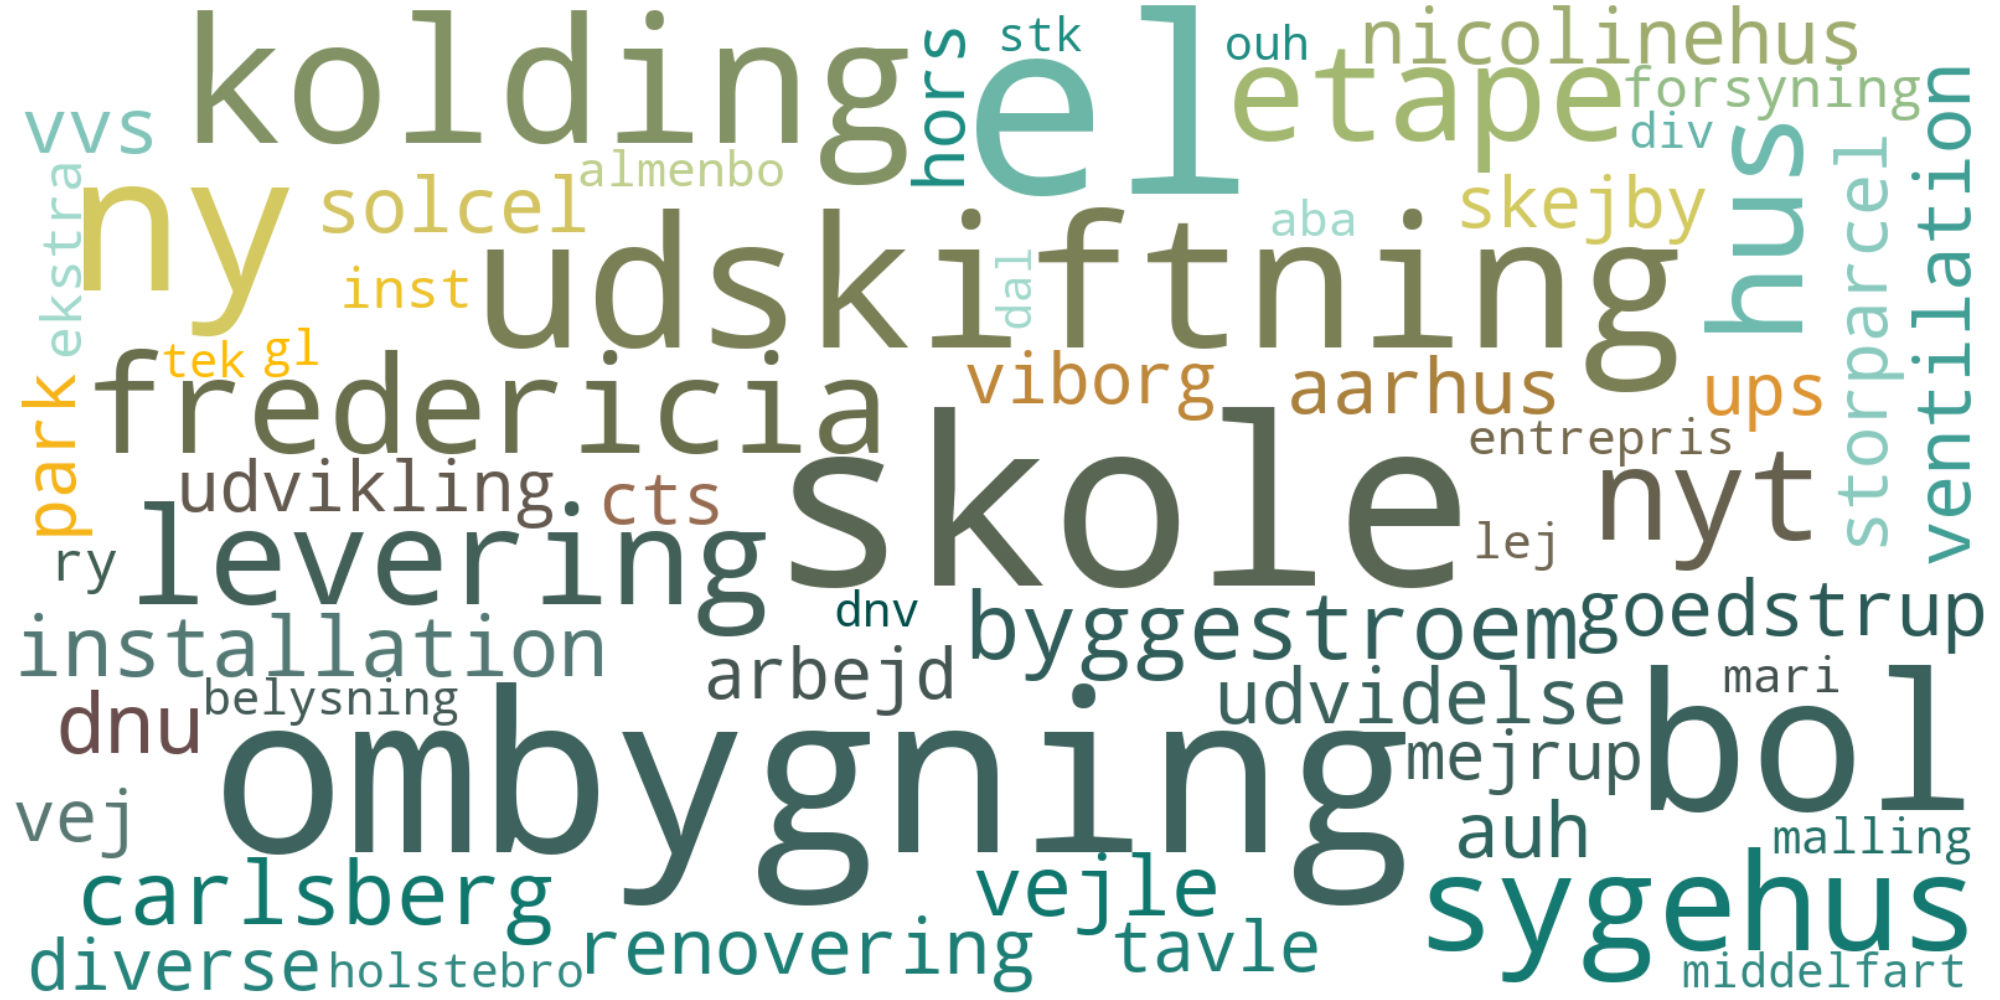 kolding
hors
stk
el
ouh
nicolinehus
etape
forsyning
div
vvs
ekstra
ny
solcel
almenbo
udskiftning
dal
aba
skejby
hus
storparcel
ventilation
inst
tek
gl
park
fredericia
viborg
aarhus
ups
entrepris
nyt
udvikling
cts
skole
lej
ry
levering
dnv
byggestroem
goedstrup
installation
arbejd
udvidelse
mari
bol
dnu
belysning
ombygning
mejrup
vej
auh
malling
carlsberg
vejle
sygehus
diverse
holstebro
renovering
tavle
middelfart